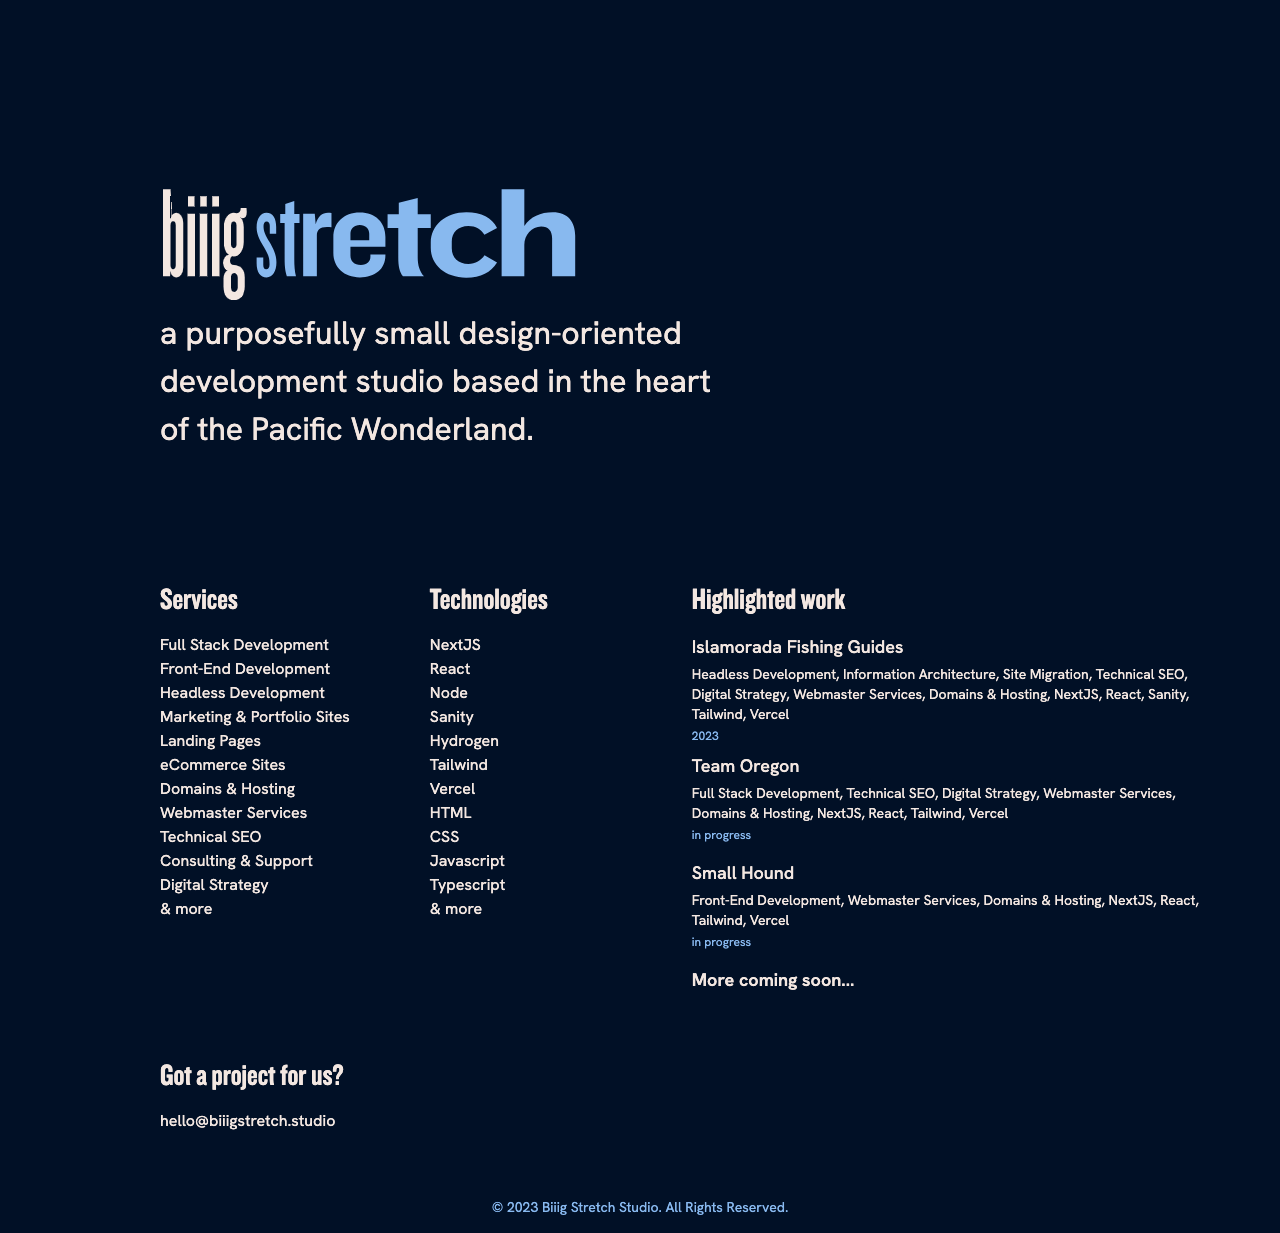 biiig stretch
a purposefully small design-oriented
development studio based in the heart
of the Pacific Wonderland.
Services
Full Stack Development
Front-End Development
Headless Development
Marketing & Portfolio Sites
Landing Pages
eCommerce Sites
Domains & Hosting
Webmaster Services
Technical SEO
Consulting & Support
Digital Strategy
& more
Technologies
NextJS
React
Node
Sanity
Hydrogen
Tailwind
Vercel
HTML
CSS
Javascript
Typescript
& more
Highlighted work
Islamorada Fishing Guides
Headless Development, Information Architecture, Site Migration, Technical SEO,
Digital Strategy, Webmaster Services, Domains & Hosting, NextJS, React, Sanity,
Tailwind, Vercel
2023
Team Oregon
Full Stack Development, Technical SEO, Digital Strategy, Webmaster Services,
Domains & Hosting, NextJS, React, Tailwind, Vercel
in progress
Small Hound
Front-End Development, Webmaster Services, Domains & Hosting, NextJS, React,
Tailwind, Vercel
in progress
More coming soon...
Got a project for us?
hello@biiigstretch.studio
© 2023 Biiig Stretch Studio. All Rights Reserved.